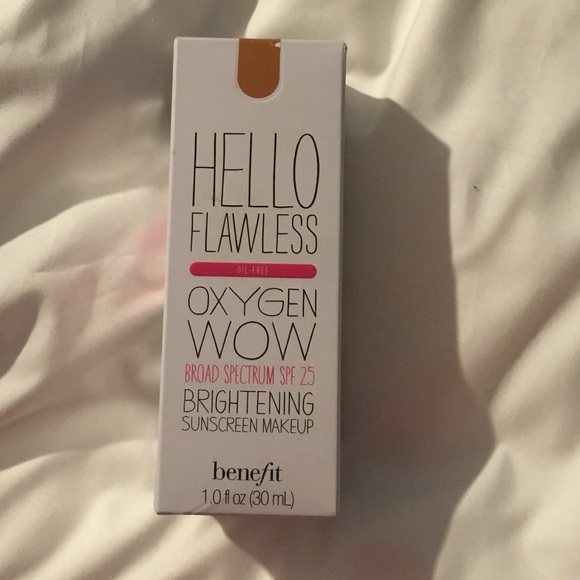 HELLO
FLAWLESS
OIL-FREE
OXYGEN
WOW
BROAD SPECTRUM SPF 25
BRIGHTENING
SUNSCREEN MAKEUP
benefit
1.0 fl oz (30 mL)